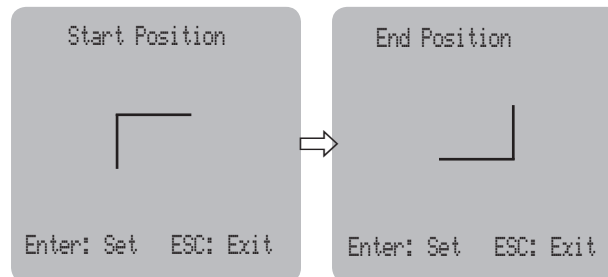 Start Position
Enter: Set ESC: Exit
End Position
Enter: Set ESC: Exit